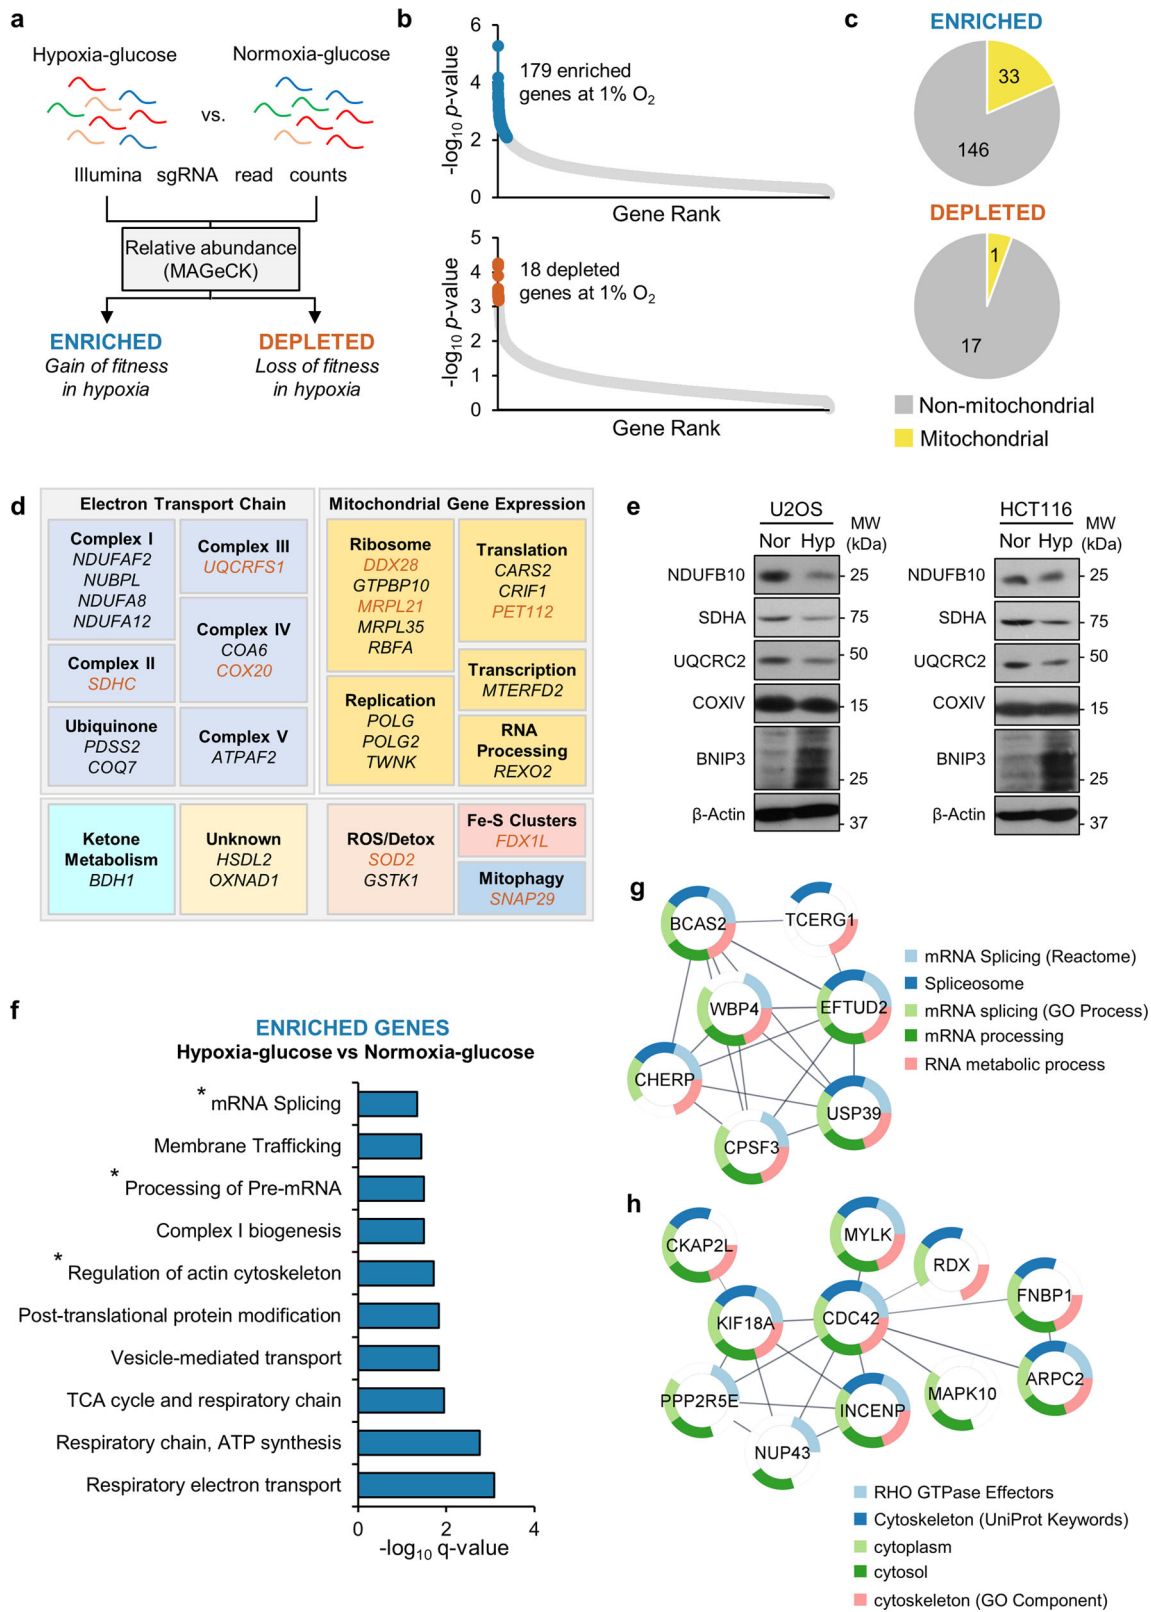 a
Hypoxia-glucose
Normoxia-glucose
vs.
Illumina sgRNA read counts
Relative abundance
(MAGeCK)
ENRICHED
Gain of fitness
in hypoxia
DEPLETED
Loss of fitness
in hypoxia
b
6
4
2
0
-log10 p-value
179 enriched
genes at 1% O2
Gene Rank
5
4
3
2
1
0
-log10 p-value
18 depleted
genes at 1% O2
Gene Rank
c
ENRICHED
33
146
DEPLETED
1
17
Non-mitochondrial
Mitochondrial
d
Electron Transport Chain
Complex I
NDUFAF2
NUBPL
NDUFA8
NDUFA12
Complex II
SDHC
Ubiquinone
PDSS2
COQ7
Complex III
UQCRFS1
Complex IV
COA6
COX20
Complex V
ATPAF2
Mitochondrial Gene Expression
Ribosome
DDX28
GTPBP10
MRPL21
MRPL35
RBFA
Replication
POLG
POLG2
TWNK
Translation
CARS2
CRIF1
PET112
Transcription
MTERFD2
RNA
Processing
REXO2
Ketone
Metabolism
BDH1
Unknown
HSDL2
OXNAD1
ROS/Detox
SOD2
GSTK1
Fe-S Clusters
FDX1L
Mitophagy
SNAP29
e
U2OS
Nor Hyp
MW
(kDa)
NDUFB10
25
SDHA
75
UQCRC2
50
COXIV
15
BNIP3
25
β-Actin
37
HCT116
Nor Hyp
MW
(kDa)
NDUFB10
25
SDHA
75
UQCRC2
50
COXIV
15
BNIP3
25
β-Actin
37
f
ENRICHED GENES
Hypoxia-glucose vs Normoxia-glucose
* mRNA Splicing
Membrane Trafficking
* Processing of Pre-mRNA
Complex I biogenesis
* Regulation of actin cytoskeleton
Post-translational protein modification
Vesicle-mediated transport
TCA cycle and respiratory chain
Respiratory chain, ATP synthesis
Respiratory electron transport
0 2 4
-log10 q-value
g
BCAS2
TCERG1
WBP4
EFTUD2
CHERP
USP39
CPSF3
mRNA Splicing (Reactome)
Spliceosome
mRNA splicing (GO Process)
mRNA processing
RNA metabolic process
h
CKAP2L
MYLK
RDX
FNBP1
KIF18A
CDC42
ARPC2
PPP2R5E
INCENP
MAPK10
NUP43
RHO GTPase Effectors
Cytoskeleton (UniProt Keywords)
cytoplasm
cytosol
cytoskeleton (GO Component)